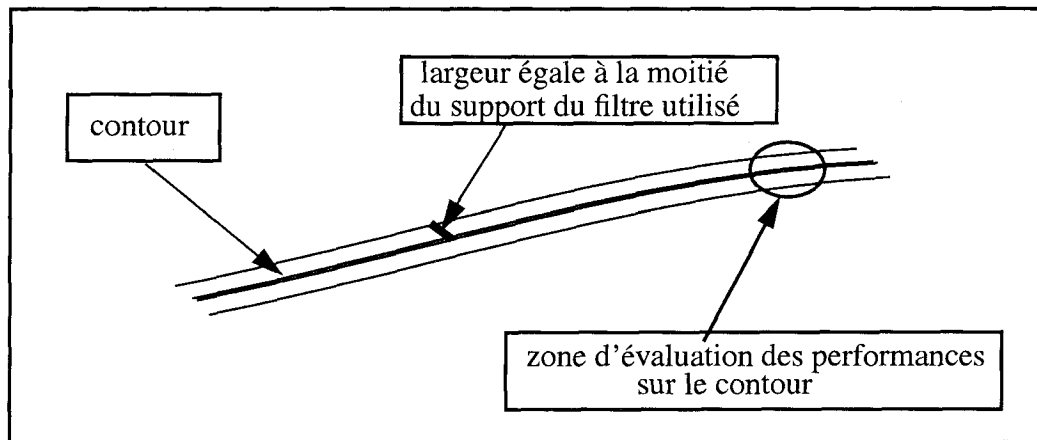 largeur égale à la moitié
du support du filtre utilisé
contour
zone d'évaluation des performances
sur le contour